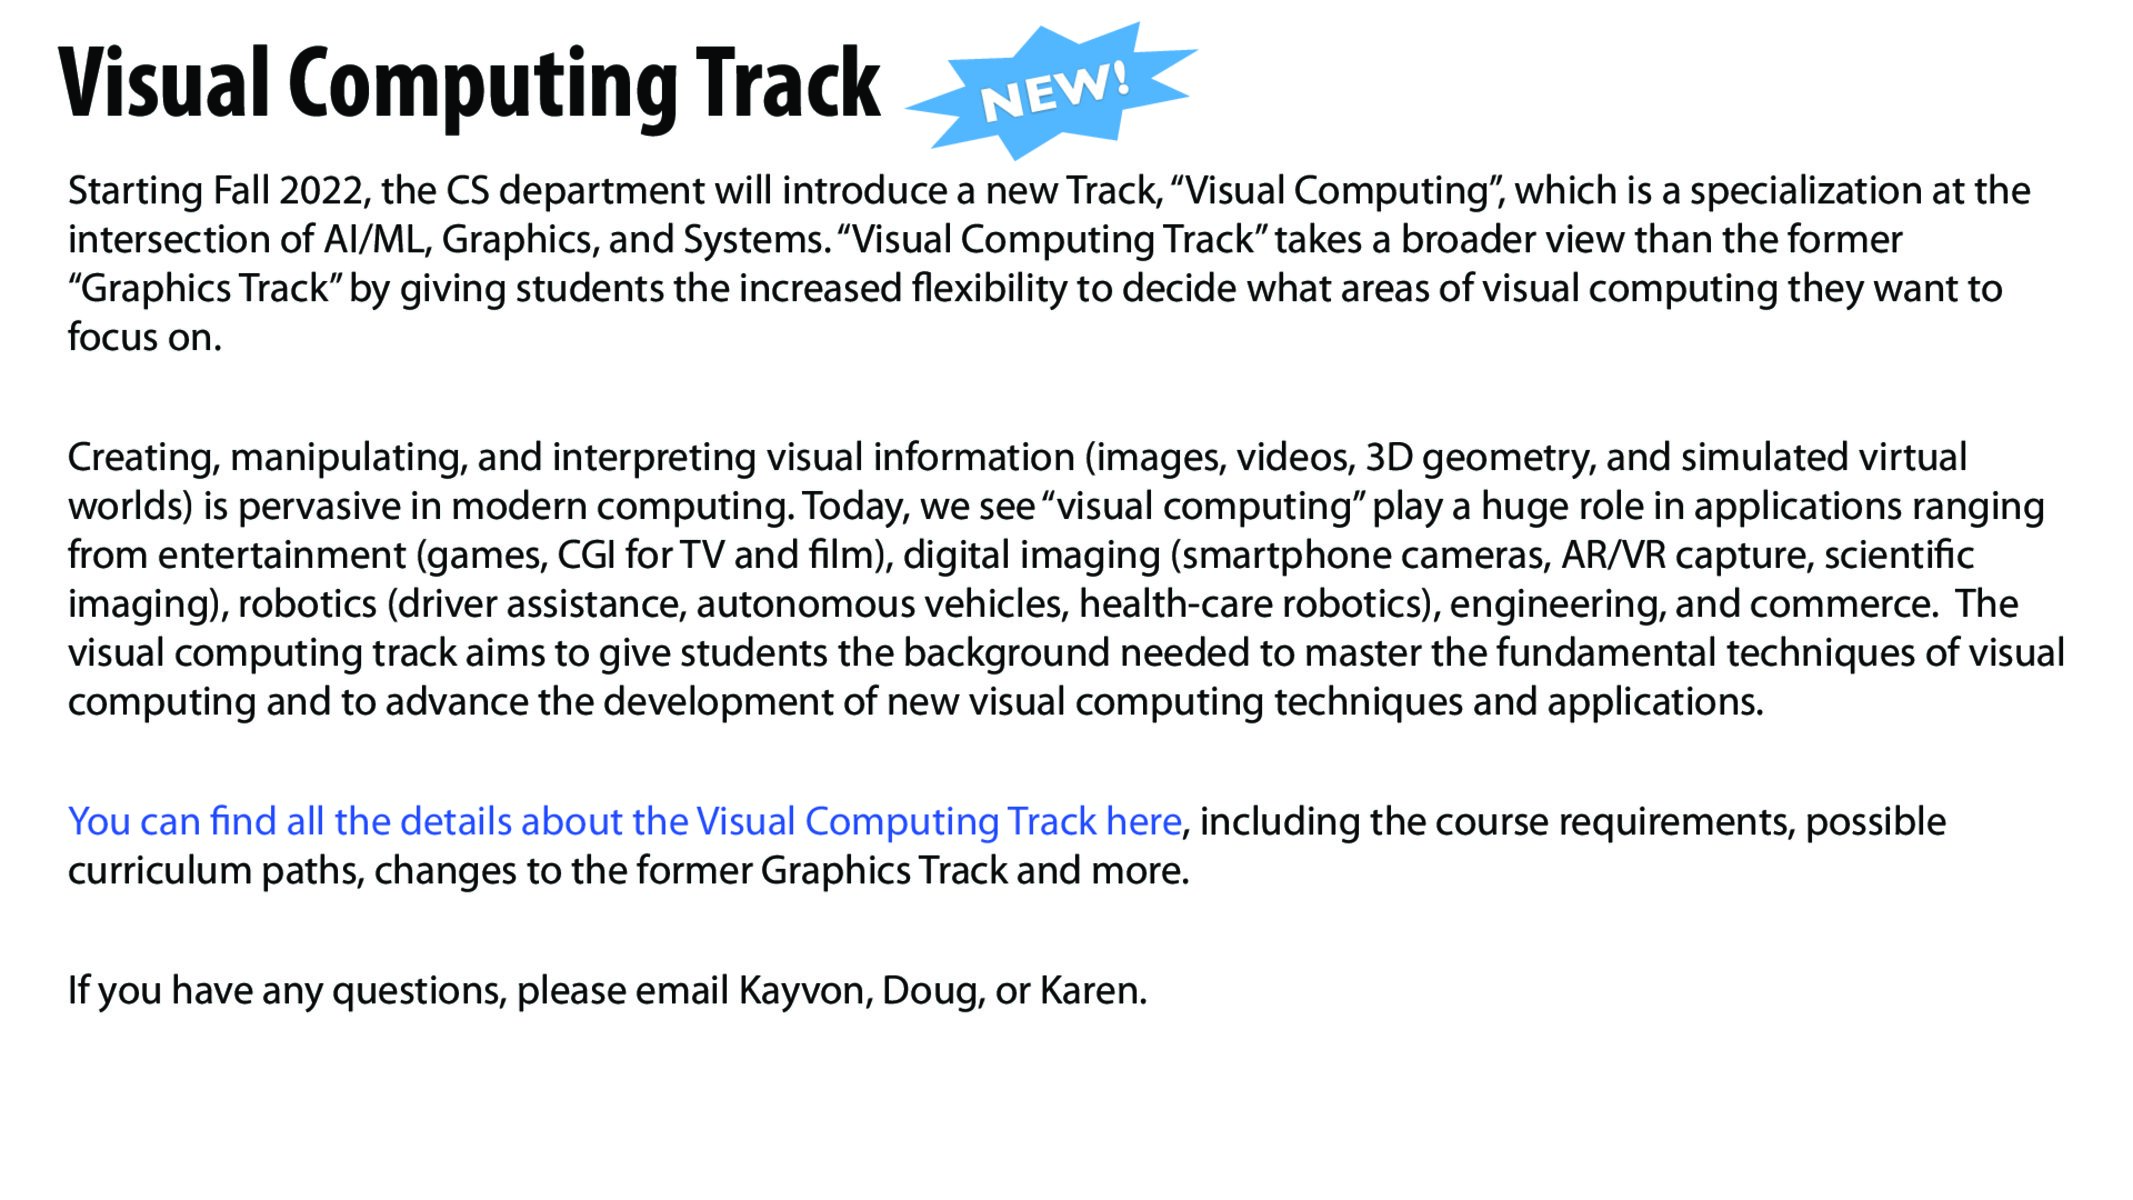 Visual Computing Track NEW!
Starting Fall 2022, the CS department will introduce a new Track, “Visual Computing”, which is a specialization at the
intersection of AI/ML, Graphics, and Systems. “Visual Computing Track” takes a broader view than the former
“Graphics Track” by giving students the increased flexibility to decide what areas of visual computing they want to
focus on.
Creating, manipulating, and interpreting visual information (images, videos, 3D geometry, and simulated virtual
worlds) is pervasive in modern computing. Today, we see “visual computing” play a huge role in applications ranging
from entertainment (games, CGI for TV and film), digital imaging (smartphone cameras, AR/VR capture, scientific
imaging), robotics (driver assistance, autonomous vehicles, health-care robotics), engineering, and commerce.  The
visual computing track aims to give students the background needed to master the fundamental techniques of visual
computing and to advance the development of new visual computing techniques and applications.
You can find all the details about the Visual Computing Track here, including the course requirements, possible
curriculum paths, changes to the former Graphics Track and more.
If you have any questions, please email Kayvon, Doug, or Karen.